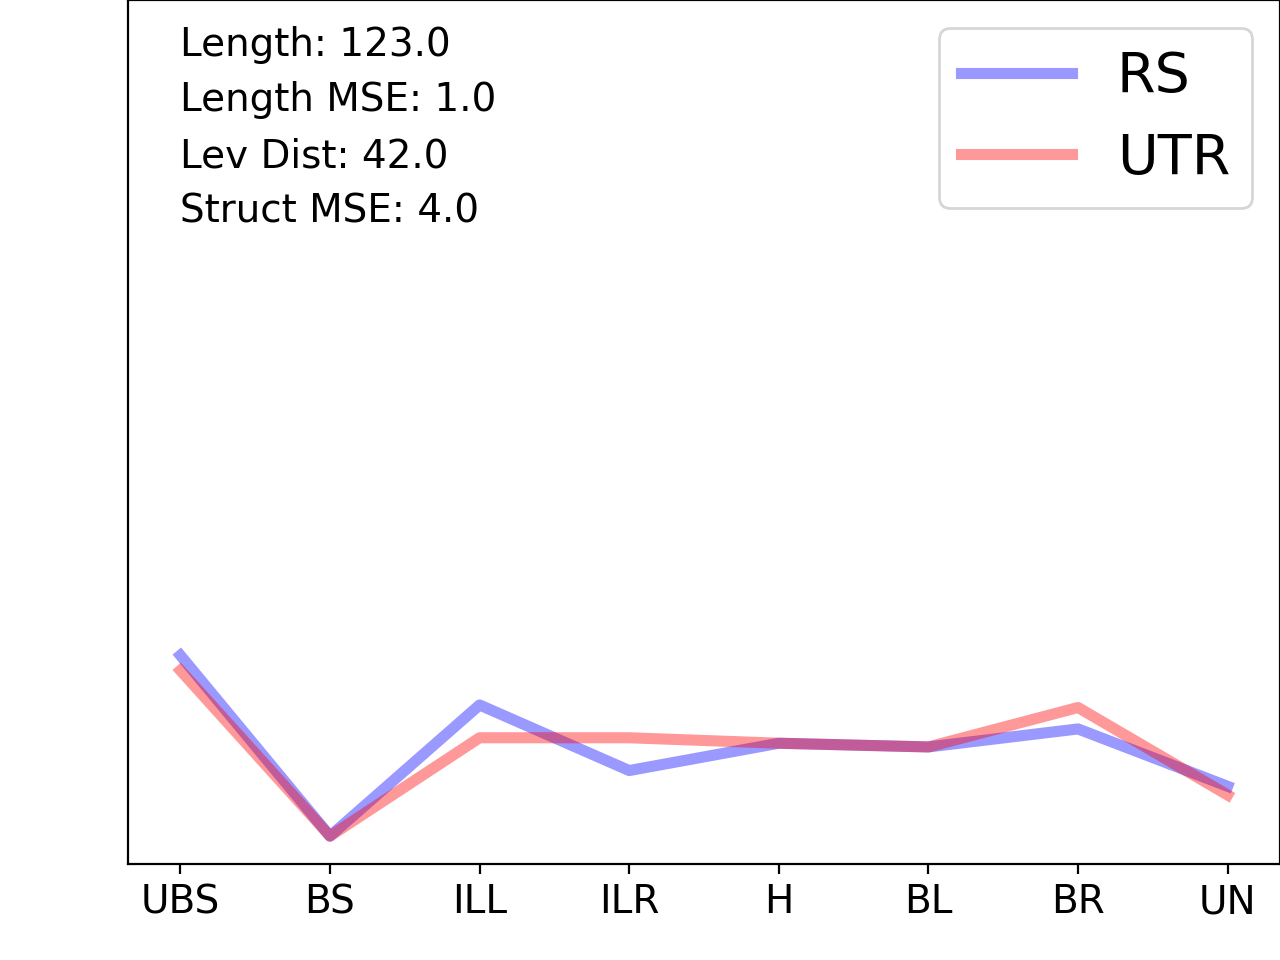 Length: 123.0
Length MSE: 1.0
Lev Dist: 42.0
Struct MSE: 4.0
RS
UTR
UBS BS ILL ILR H BL BR UN